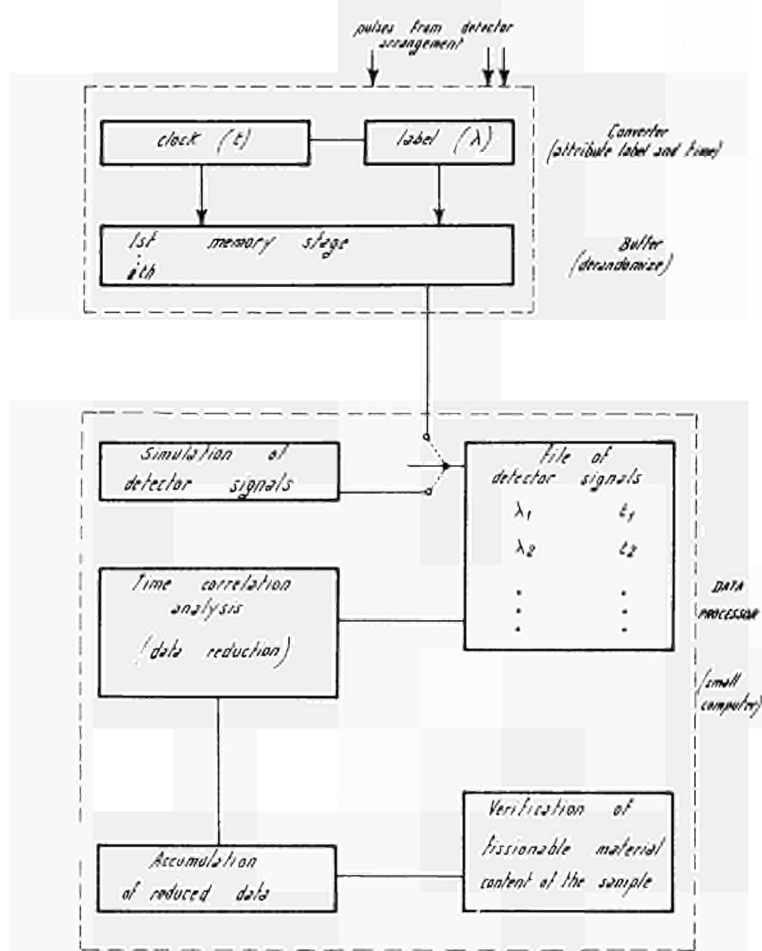 pulses from detector
arrangement
clock (t)
label (λ)
Converter
(attribute label and time)
1st memory stage
⋮
Buffer
(derandomize)
Simulation of
detector signals
File of
detector signals
λ1 t1
λ2 t2
⋮ ⋮
Time correlation
analysis
(data reduction)
DATA
PROCESSOR
(small
computer)
Accumulation
of reduced data
Verification of
fissionable material
content of the sample